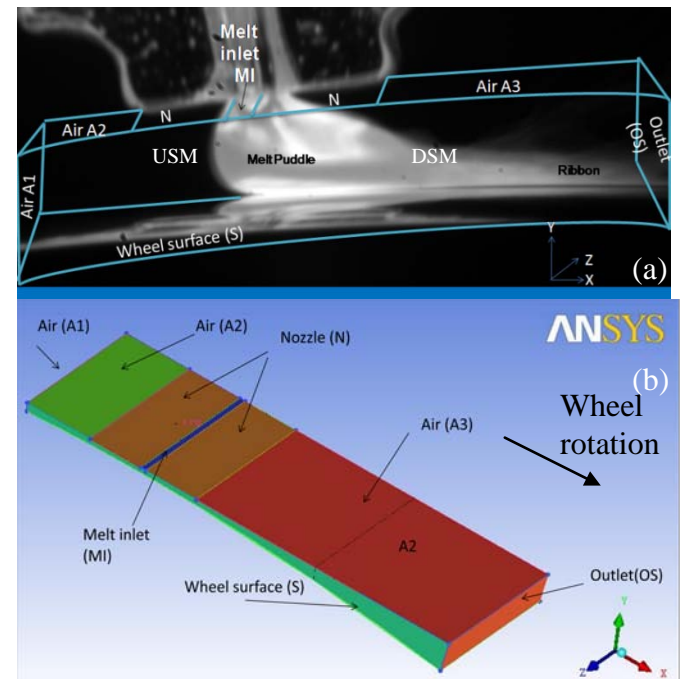 Melt
inlet
MI
N
N
Air A3
Air A2
USM
Melt Puddle
DSM
Outlet
(OS)
Air A1
Ribbon
Wheel surface (S)
Y
Z
X
(a)
Air (A1)
Air (A2)
Nozzle (N)
ANSYS
(b)
Wheel
rotation
Air (A3)
Melt inlet
(MI)
A2
Wheel surface (S)
Outlet(OS)
Y
Z
X